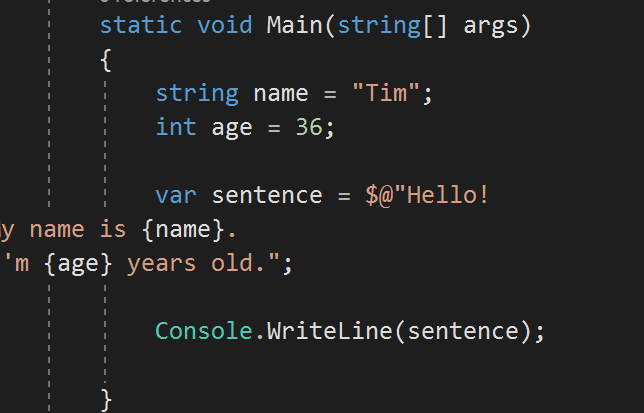 static void Main(string[] args)
{
string name = "Tim";
int age = 36;
var sentence = $@"Hello!
y name is {name}.
'm {age} years old.";
Console.WriteLine(sentence);
}